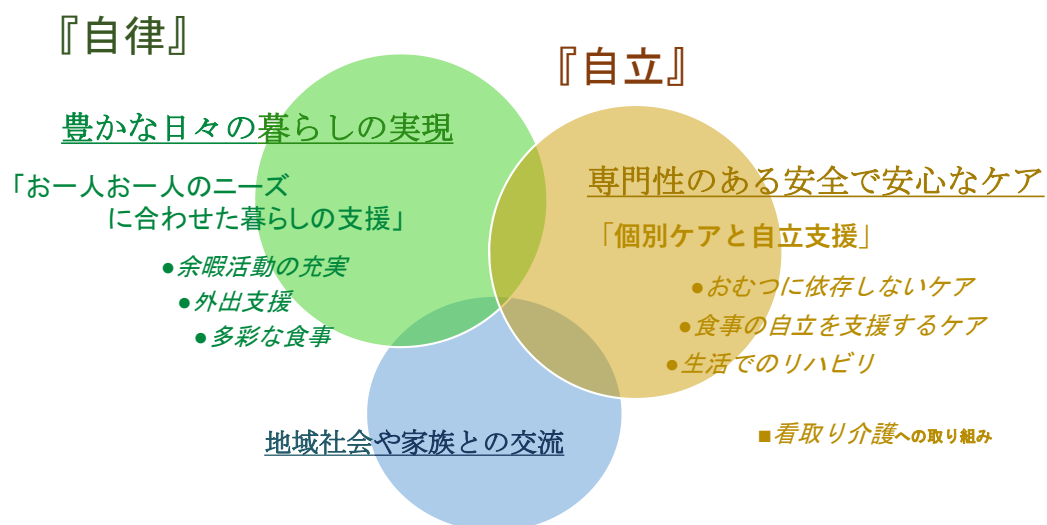 『自律』
豊かな日々の暮らしの実現
「お一人お一人のニーズ
に合わせた暮らしの支援」
●余暇活動の充実
●外出支援
●多彩な食事
『自立』
専門性のある安全で安心なケア
「個別ケアと自立支援」
●おむつに依存しないケア
●食事の自立を支援するケア
●生活でのリハビリ
■看取り介護への取り組み
地域社会や家族との交流